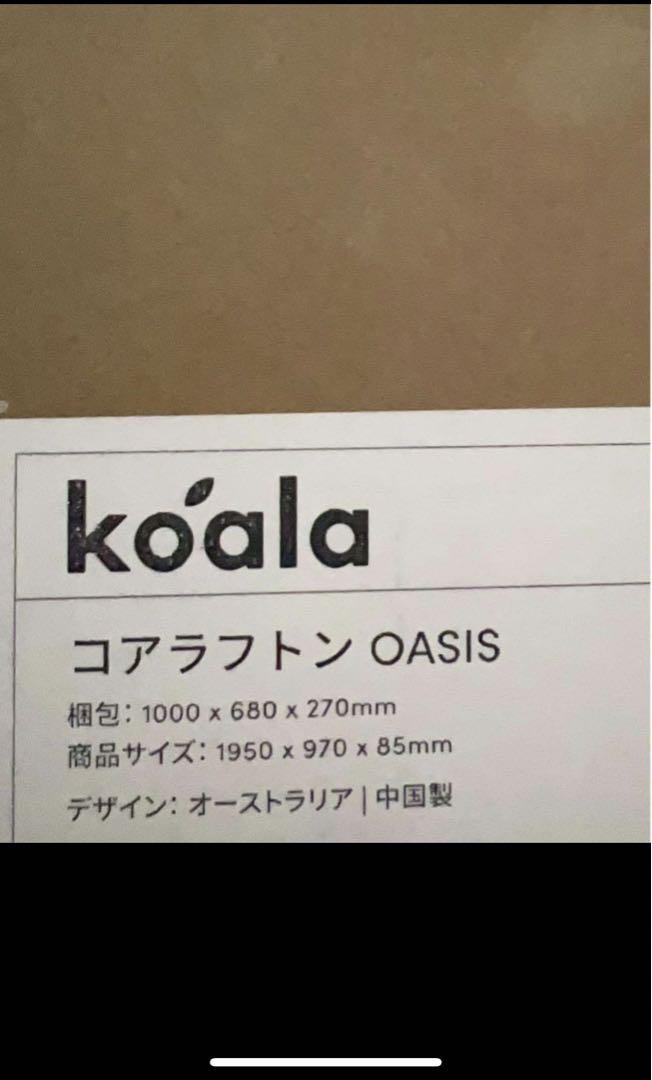 koala
コアラフトン OASIS
梱包: 1000 x 680 x 270mm
商品サイズ: 1950 x 970 x 85mm
デザイン: オーストラリア | 中国製